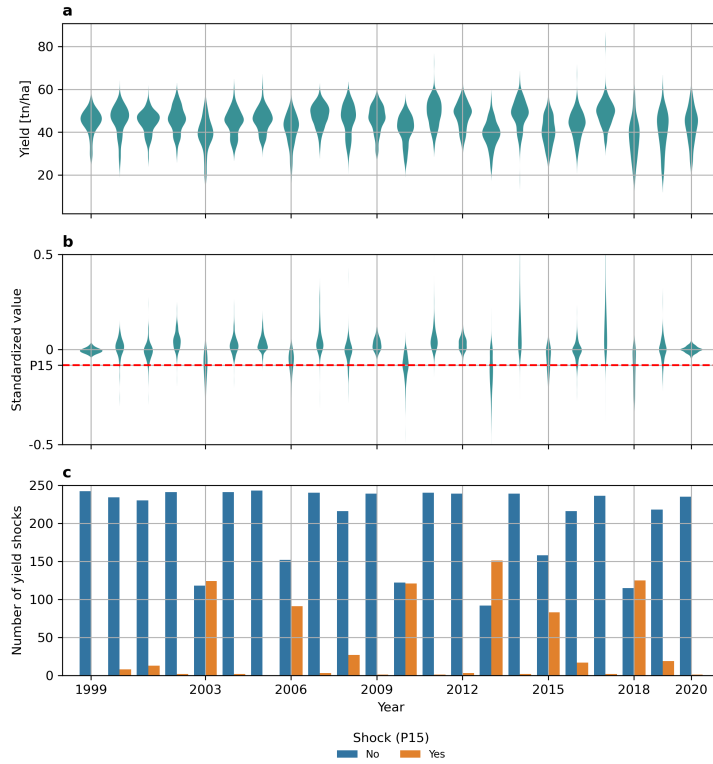 a
80
60
40
20
Yield [tn/ha]
b
0.5
0
P15
-0.5
Standardized value
c
250
200
150
100
50
0
Number of yield shocks
1999 2003 2006 2009 2012 2015 2018 2020
Year
Shock (P15)
No Yes